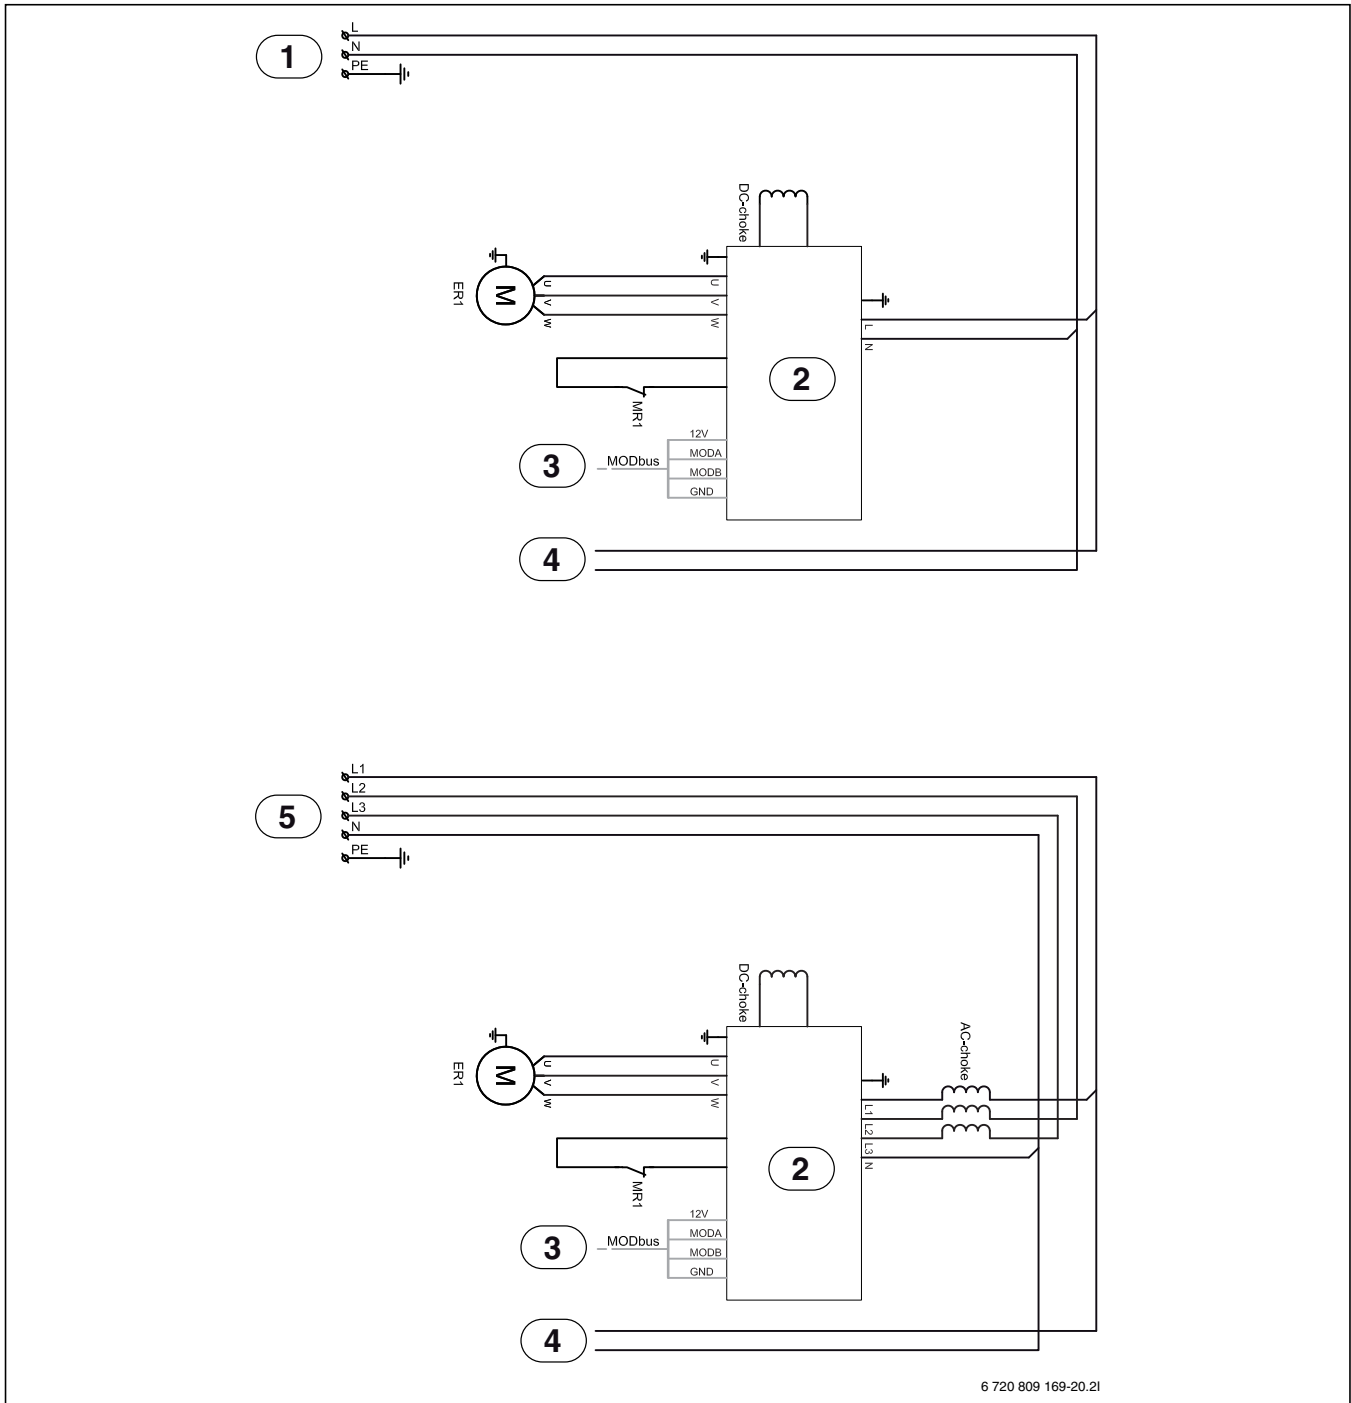 L
1
N
PE
DC-choke
ER1
M
U
V
W
U
V
W
L
N
2
MR1
12V
3
MODbus
MODA
MODB
GND
4
L1
L2
5
L3
N
PE
DC-choke
AC-choke
ER1
M
U
V
W
U
V
W
L1
L2
L3
N
2
MR1
12V
3
MODbus
MODA
MODB
GND
4
6 720 809 169-20.2I